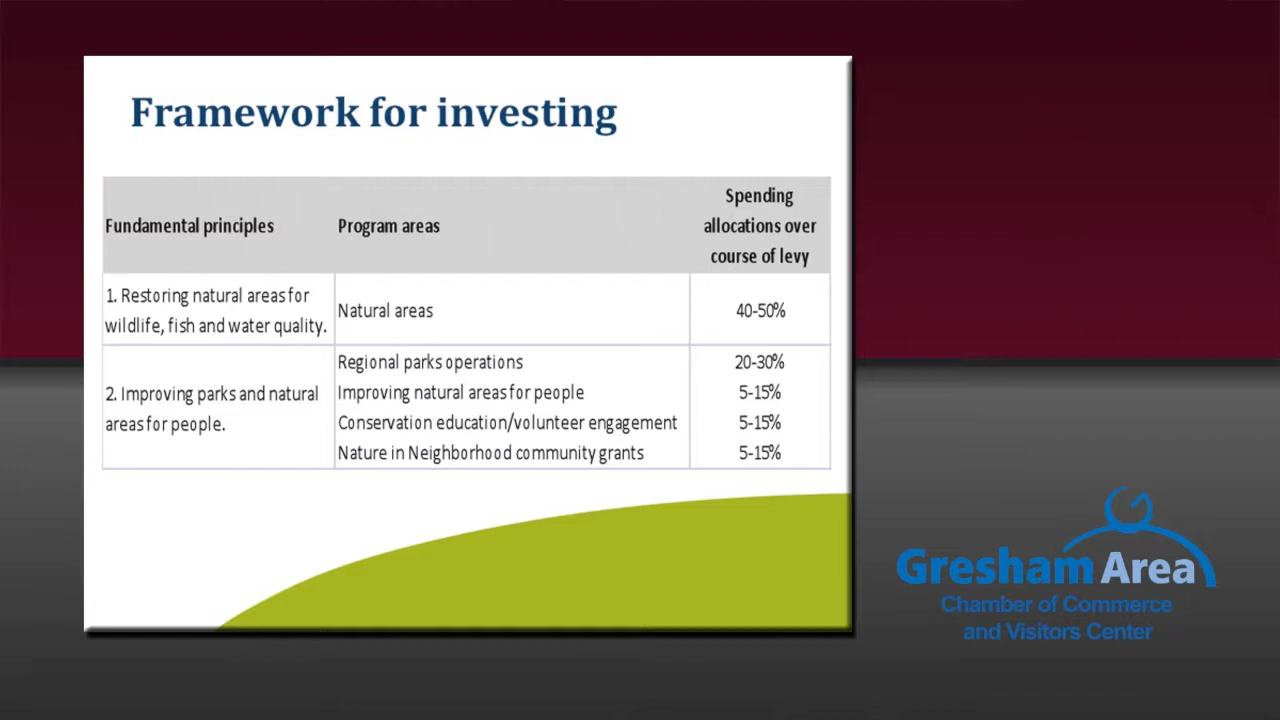 Framework for investing
Fundamental principles
Program areas
Spending
allocations over
course of levy
1. Restoring natural areas for
wildlife, fish and water quality.
Natural areas
40-50%
2. Improving parks and natural
areas for people.
Regional parks operations
20-30%
Improving natural areas for people
5-15%
Conservation education/volunteer engagement
5-15%
Nature in Neighborhood community grants
5-15%
Gresham Area
Chamber of Commerce
and Visitors Center